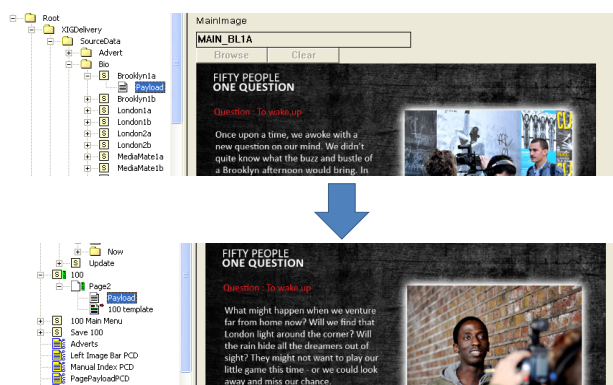 Root
XIGDelivery
SourceData
Advert
Bio
Brooklyn1a
Payload
Brooklyn1b
London1a
London1b
London2a
London2b
MediaMate1a
MediaMate1b
MainImage
MAIN_BL1A
Browse Clear
FIFTY PEOPLE
ONE QUESTION
Question : To wake up
Once upon a time, we awoke with a
new question on our mind. We didn't
quite know what the buzz and bustle of
a Brooklyn afternoon would bring. In
Now
Update
100
Page2
Payload
100 template
100 Main Menu
Save 100
Adverts
Left Image Bar PCD
Manual Index PCD
PagePayloadPCD
FIFTY PEOPLE
ONE QUESTION
Question : To wake up
What might happen when we venture
far from home now? Will we find that
London light around the corner? Will
the rain hide all the dreamers out of
sight? They might not want to play our
little game this time - or we could look
away and miss our chance.